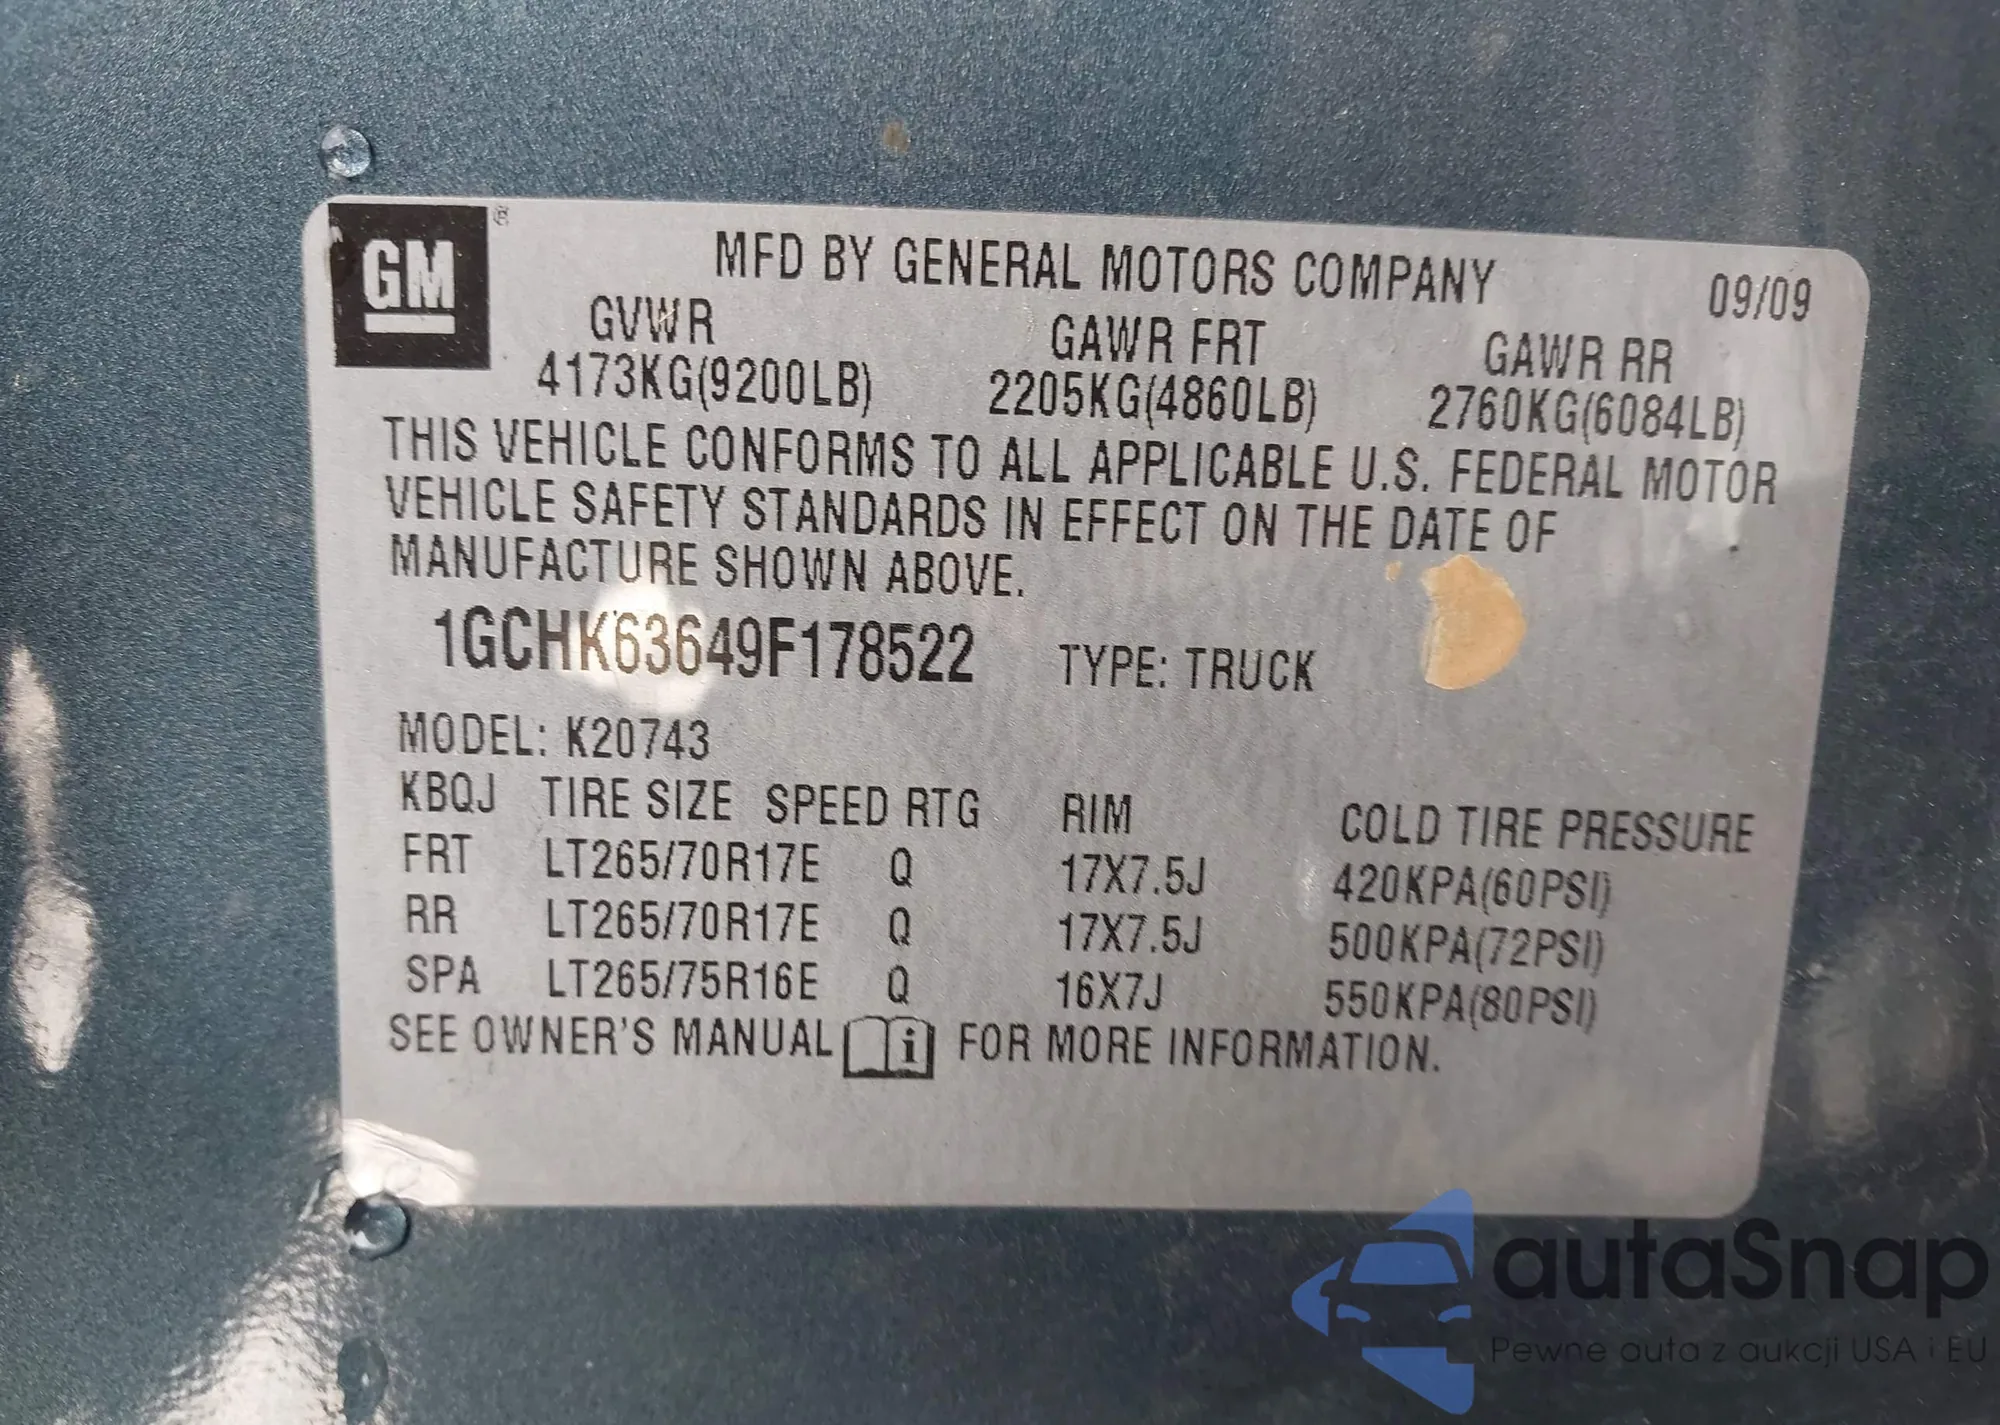 GM ®
MFD BY GENERAL MOTORS COMPANY 09/09
GVWR GAWR FRT GAWR RR
4173KG(9200LB) 2205KG(4860LB) 2760KG(6084LB)
THIS VEHICLE CONFORMS TO ALL APPLICABLE U.S. FEDERAL MOTOR
VEHICLE SAFETY STANDARDS IN EFFECT ON THE DATE OF
MANUFACTURE SHOWN ABOVE.
1GCHK63649F178522 TYPE: TRUCK
MODEL: K20743
KBQJ TIRE SIZE SPEED RTG RIM COLD TIRE PRESSURE
FRT LT265/70R17E Q 17X7.5J 420KPA(60PSI)
RR LT265/70R17E Q 17X7.5J 500KPA(72PSI)
SPA LT265/75R16E Q 16X7J 550KPA(80PSI)
SEE OWNER'S MANUAL i FOR MORE INFORMATION.
autaSnap
Pewne auta z aukcji USA i EU